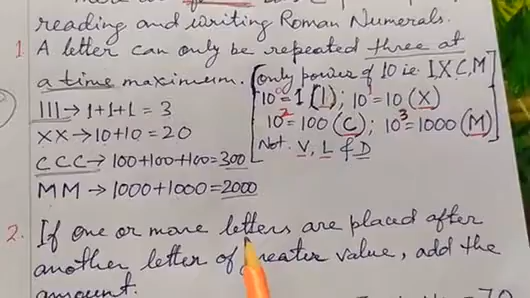 reading and writing Roman Numerals.
1. A letter can only be repeated three at
a time maximum. [only power of 10 ie I, X, C, M
III → 1+1+1 = 3
10⁰ = 1 (I); 10¹ = 10 (X)
XX → 10+10 = 20
10² = 100 (C); 10³ = 1000 (M)
CCC → 100+100+100 = 300
Not V, L & D]
MM → 1000+1000 = 2000
2. If one or more letters are placed after
another letter of greater value, add the
amount.